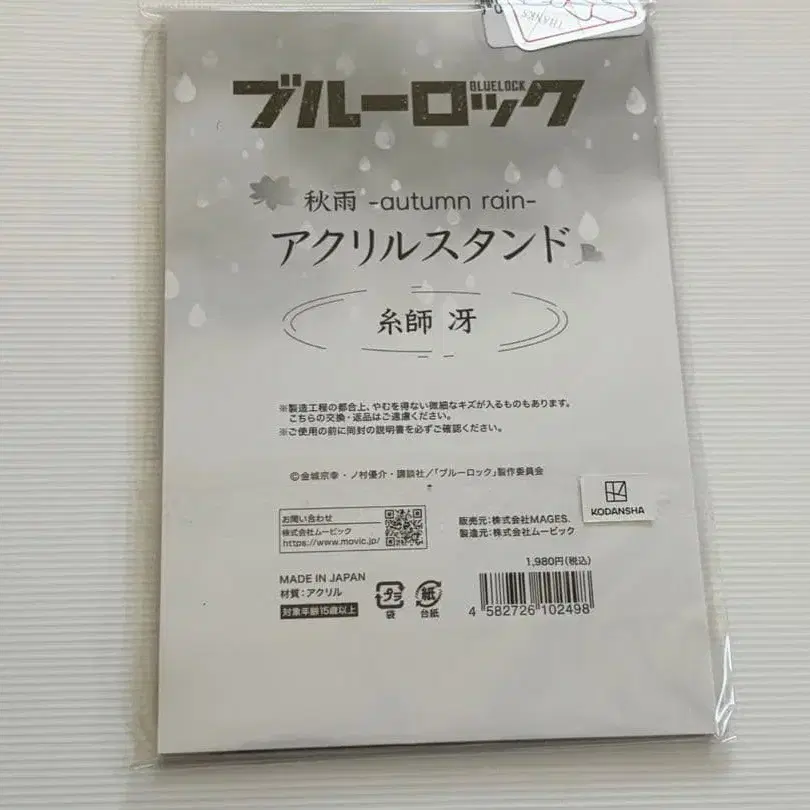 THANKS
ブルーロック
BLUELOCK
秋雨 -autumn rain-
アクリルスタンド
糸師 冴
※製造工程の都合上、やむを得ない微細なキズが入るものもあります。
こちらの交換・返品はご遠慮ください。
※ご使用の前に同封の説明書を必ずご確認ください。
©金城宗幸・ノ村優介・講談社/「ブルーロック」製作委員会
KODANSHA
お問い合わせ
株式会社ムービック
https://www.movic.jp/
販売元:株式会社MAGES.
製造元:株式会社ムービック
1,980円(税込)
MADE IN JAPAN
材質:アクリル
対象年齢15歳以上
プラ
袋
紙
台紙
4 582726 102498